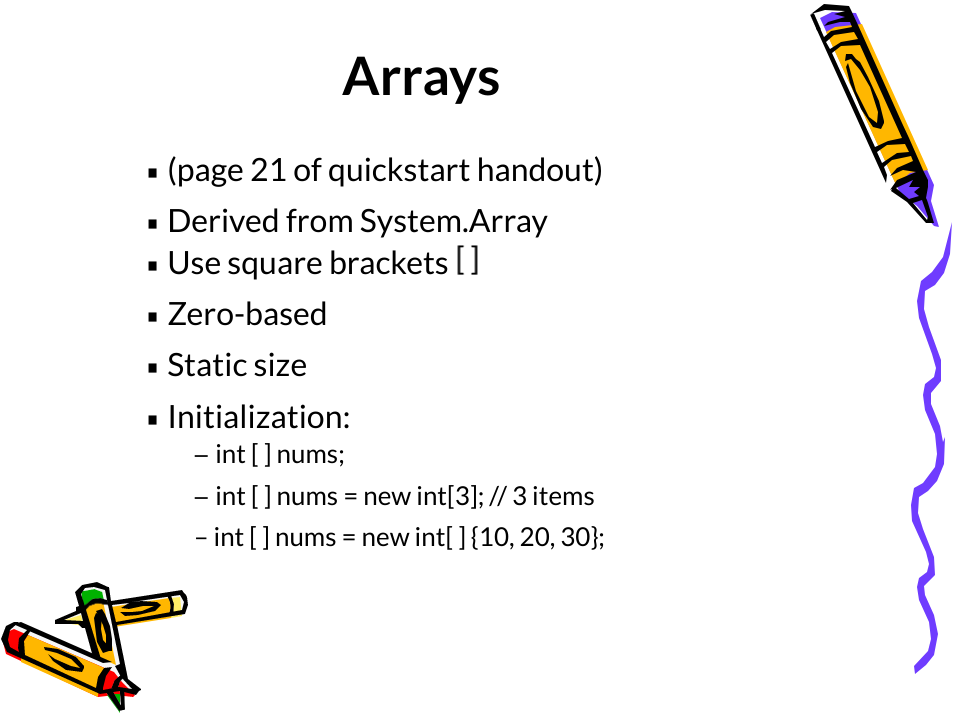 Arrays
▪ (page 21 of quickstart handout)
▪ Derived from System.Array
▪ Use square brackets [ ]
▪ Zero-based
▪ Static size
▪ Initialization:
– int [ ] nums;
– int [ ] nums = new int[3]; // 3 items
– int [ ] nums = new int[ ] {10, 20, 30};